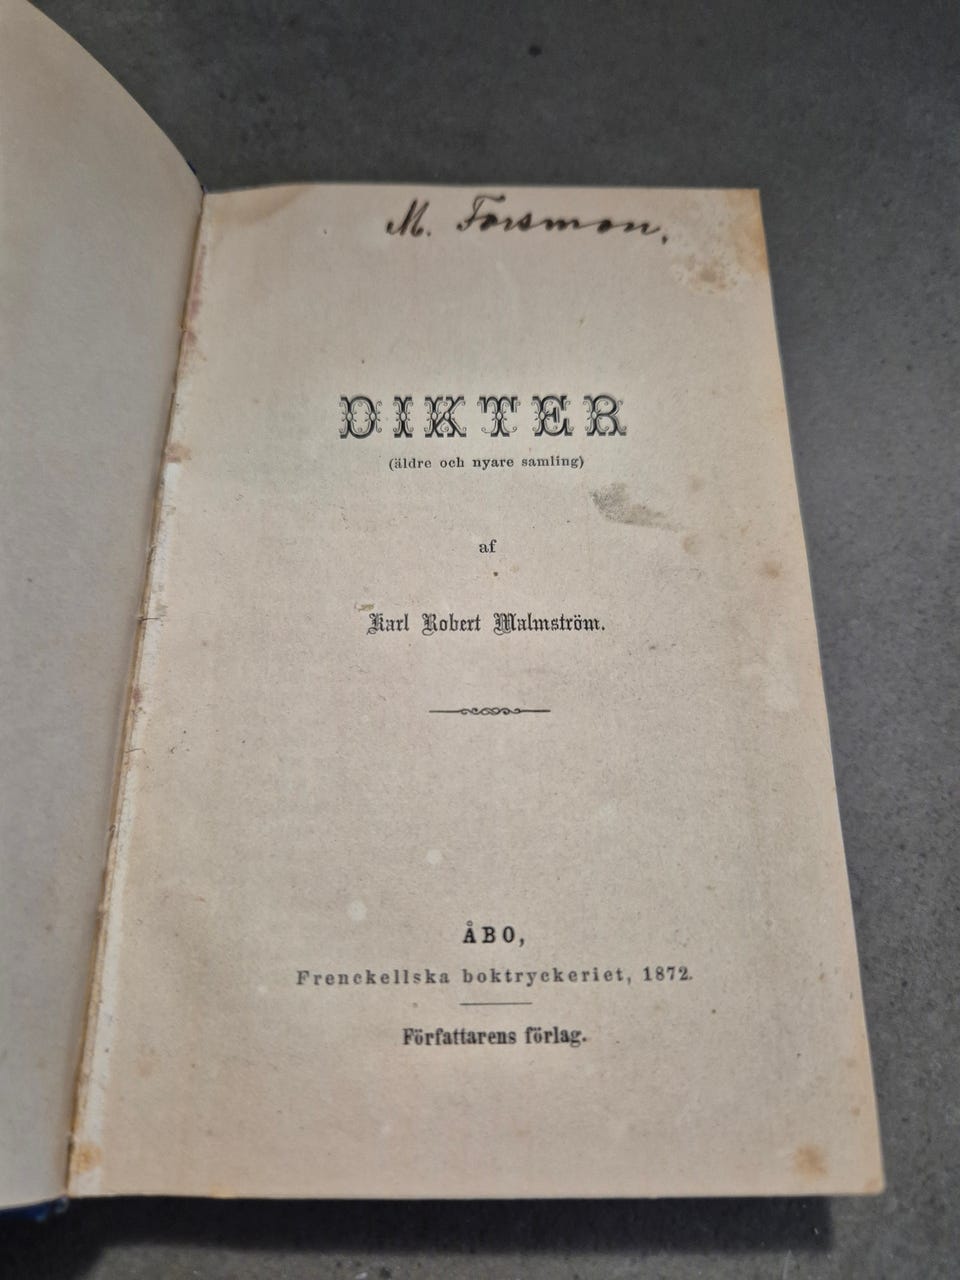 M. Forsman.
DIKTER
(äldre och nyare samling)
af
Karl Robert Malmström.
ÅBO,
Frenckellska boktryckeriet, 1872.
Författarens förlag.